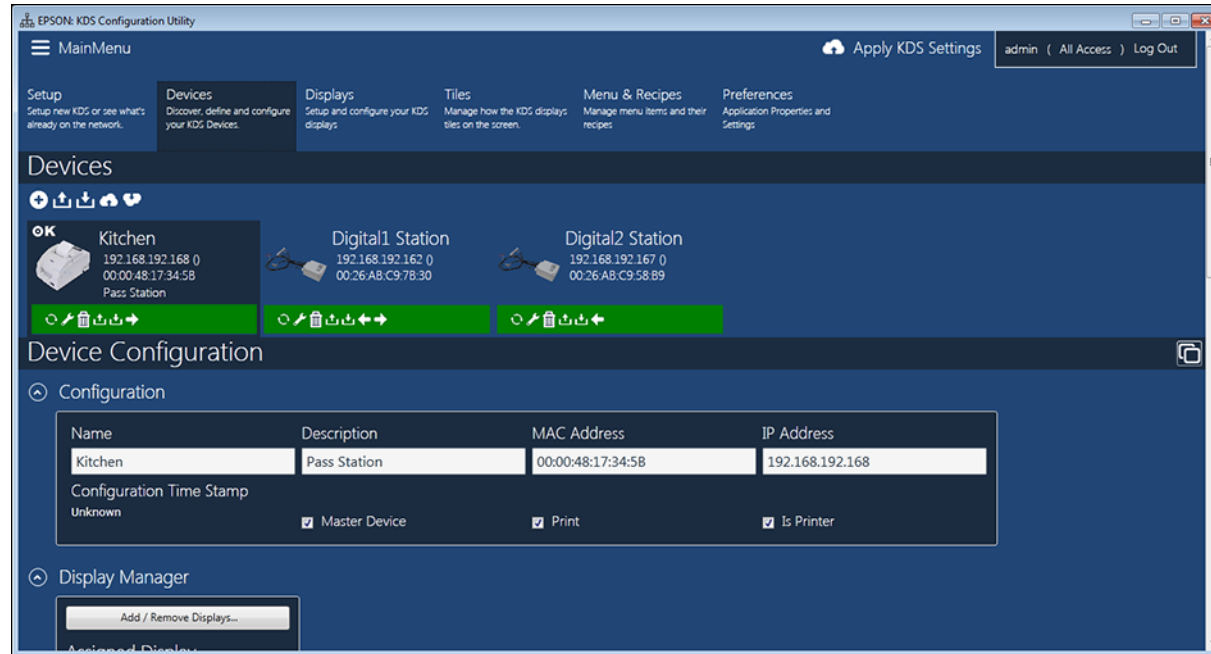 EPSON: KDS Configuration Utility
MainMenu
Apply KDS Settings
admin ( All Access ) Log Out
Setup
Setup new KDS or see what's
already on the network.
Devices
Discover, define and configure
your KDS Devices.
Displays
Setup and configure your KDS
displays
Tiles
Manage how the KDS displays
tiles on the screen.
Menu & Recipes
Manage menu items and their
recipes
Preferences
Application Properties and
Settings
Devices
OK
Kitchen
192.168.192.168 ()
00:00:48:17:34:5B
Pass Station
Digital1 Station
192.168.192.162 ()
00:26:AB:C9:7B:30
Digital2 Station
192.168.192.167 ()
00:26:AB:C9:58:B9
Device Configuration
Configuration
Name
Description
MAC Address
IP Address
Kitchen
Pass Station
00:00:48:17:34:5B
192.168.192.168
Configuration Time Stamp
Unknown
Master Device
Print
Is Printer
Display Manager
Add / Remove Displays...
Assigned Display